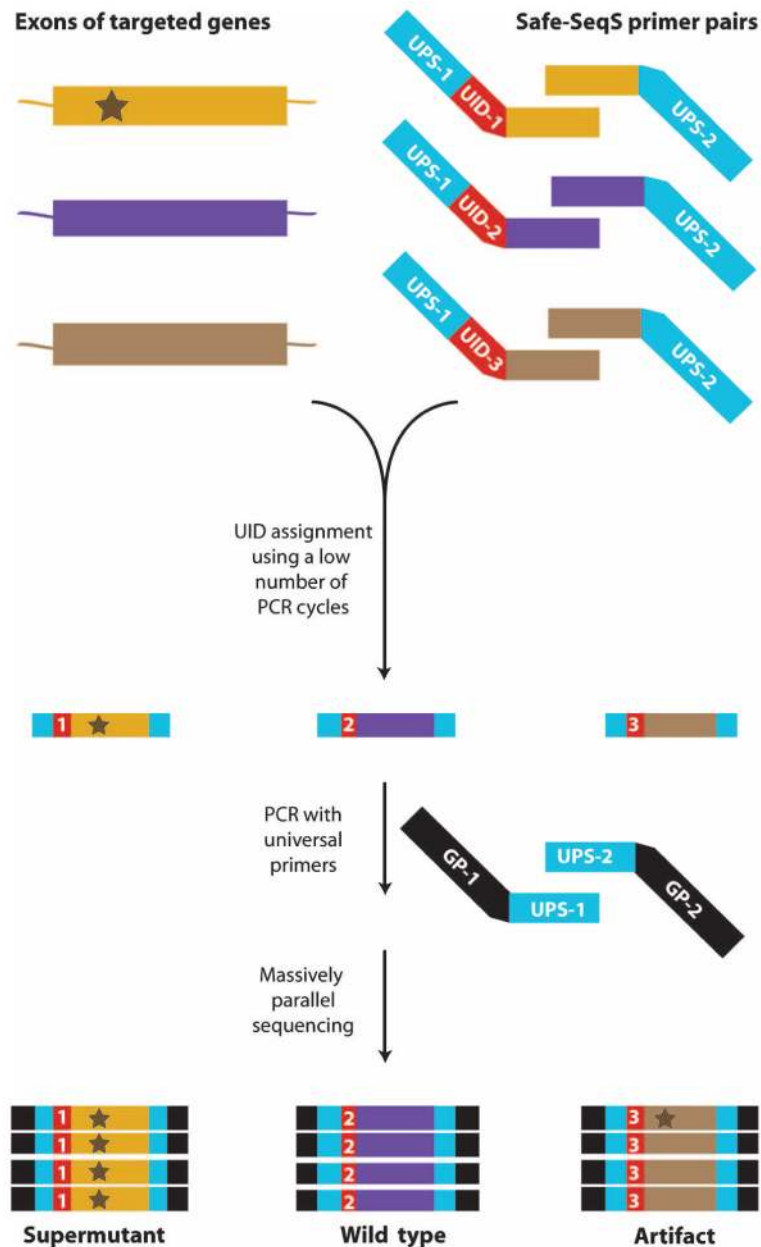 Exons of targeted genes
Safe-SeqS primer pairs
UPS-1
UID-1
UPS-2
UPS-1
UID-2
UPS-2
UPS-1
UID-3
UPS-2
UID assignment
using a low
number of
PCR cycles
1
2
3
PCR with
universal
primers
GP-1
UPS-1
UPS-2
GP-2
Massively
parallel
sequencing
1
2
3
1
2
3
1
2
3
1
2
3
Supermutant
Wild type
Artifact